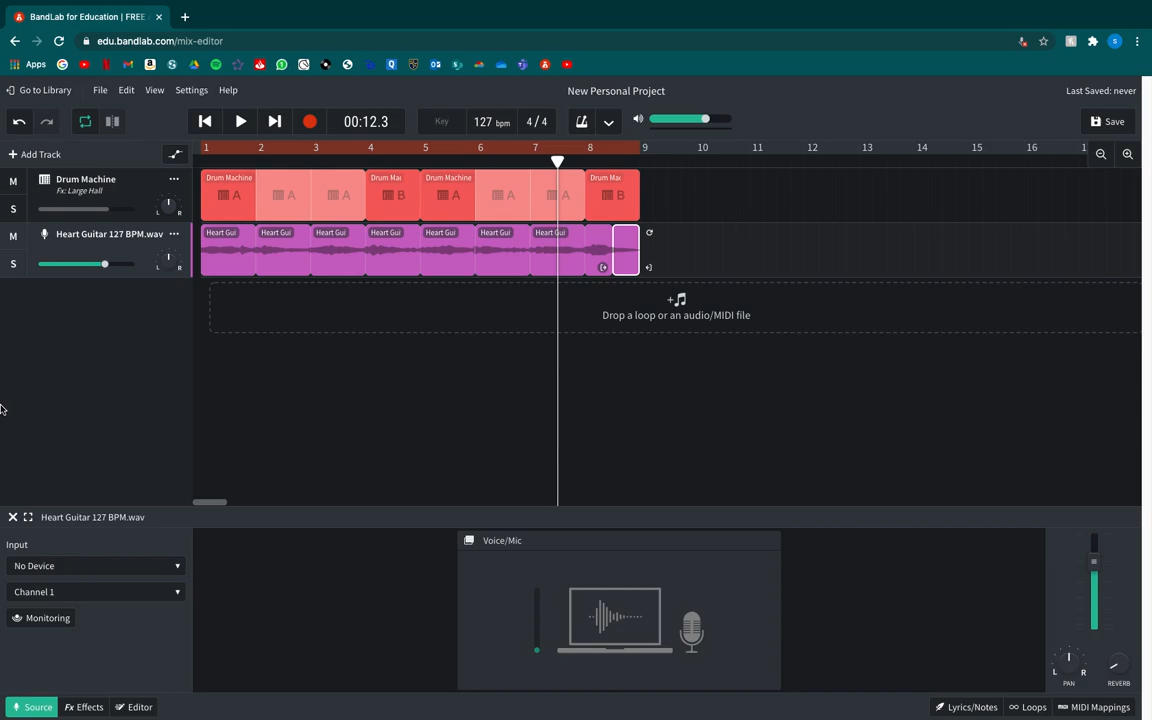 BandLab for Education | FREE
edu.bandlab.com/mix-editor
S
Apps
Go to Library File Edit View Settings Help
New Personal Project
Last Saved: never
00:12.3 Key 127 bpm 4 / 4
Save
+ Add Track
1 2 3 4 5 6 7 8 9 10 11 12 13 14 15 16 1
M Drum Machine
Fx: Large Hall
S L R
Drum Machine Drum Mac Drum Machine Drum Mac
A A A B A A A B
M Heart Guitar 127 BPM.wav
S L R
Heart Gui Heart Gui Heart Gui Heart Gui Heart Gui Heart Gui Heart Gui
Drop a loop or an audio/MIDI file
Heart Guitar 127 BPM.wav
Input
No Device
Channel 1
Monitoring
Voice/Mic
L R
PAN REVERB
Source Fx Effects Editor
Lyrics/Notes Loops MIDI Mappings